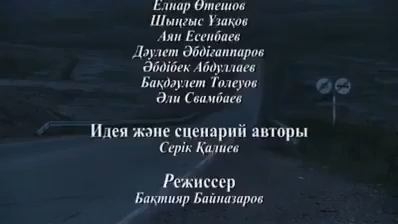 Елнар Өтешов
Шыңғыс Ұзақов
Аян Есенбаев
Дәулет Әбдіғаппаров
Әбдібек Абдуллаев
Бақдәулет Төлеуов
Әли Свамбаев
Идея және сценарий авторы
Серік Қалиев
Режиссер
Бақтияр Байназаров